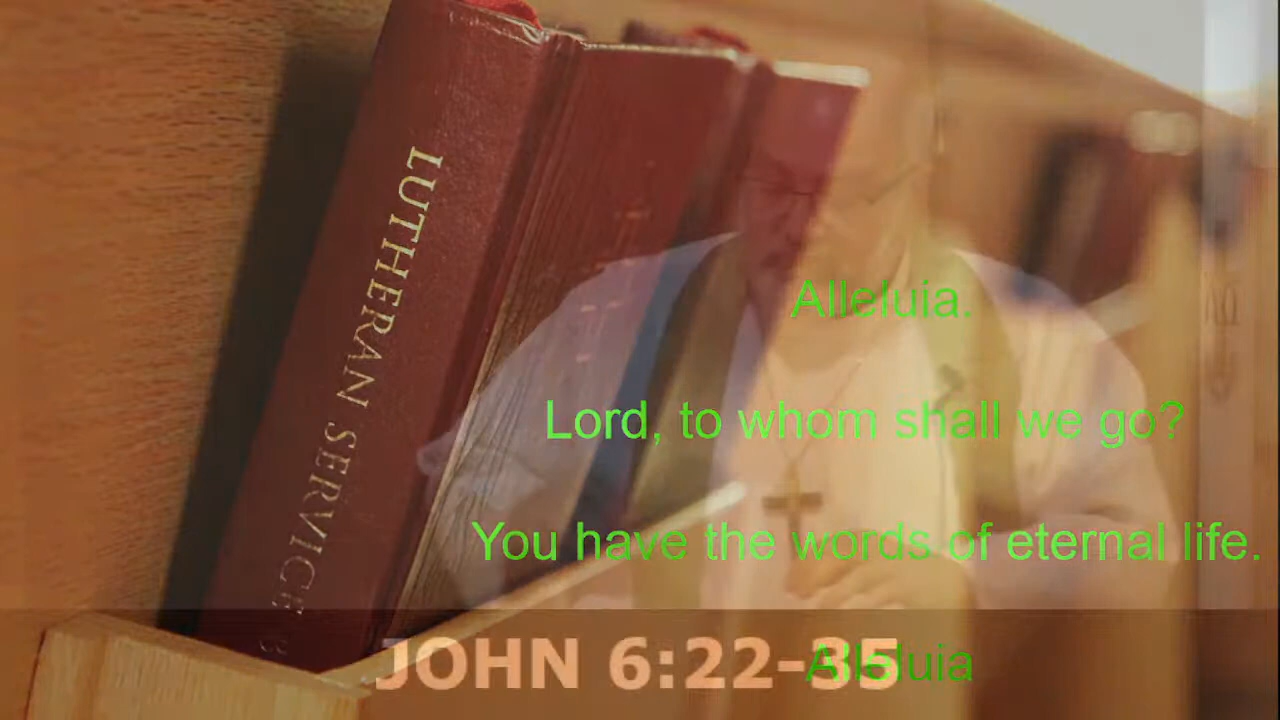 LUTHERAN SERVICE B
Alleluia.
Lord, to whom shall we go?
You have the words of eternal life.
Alleluia
JOHN 6:22-35